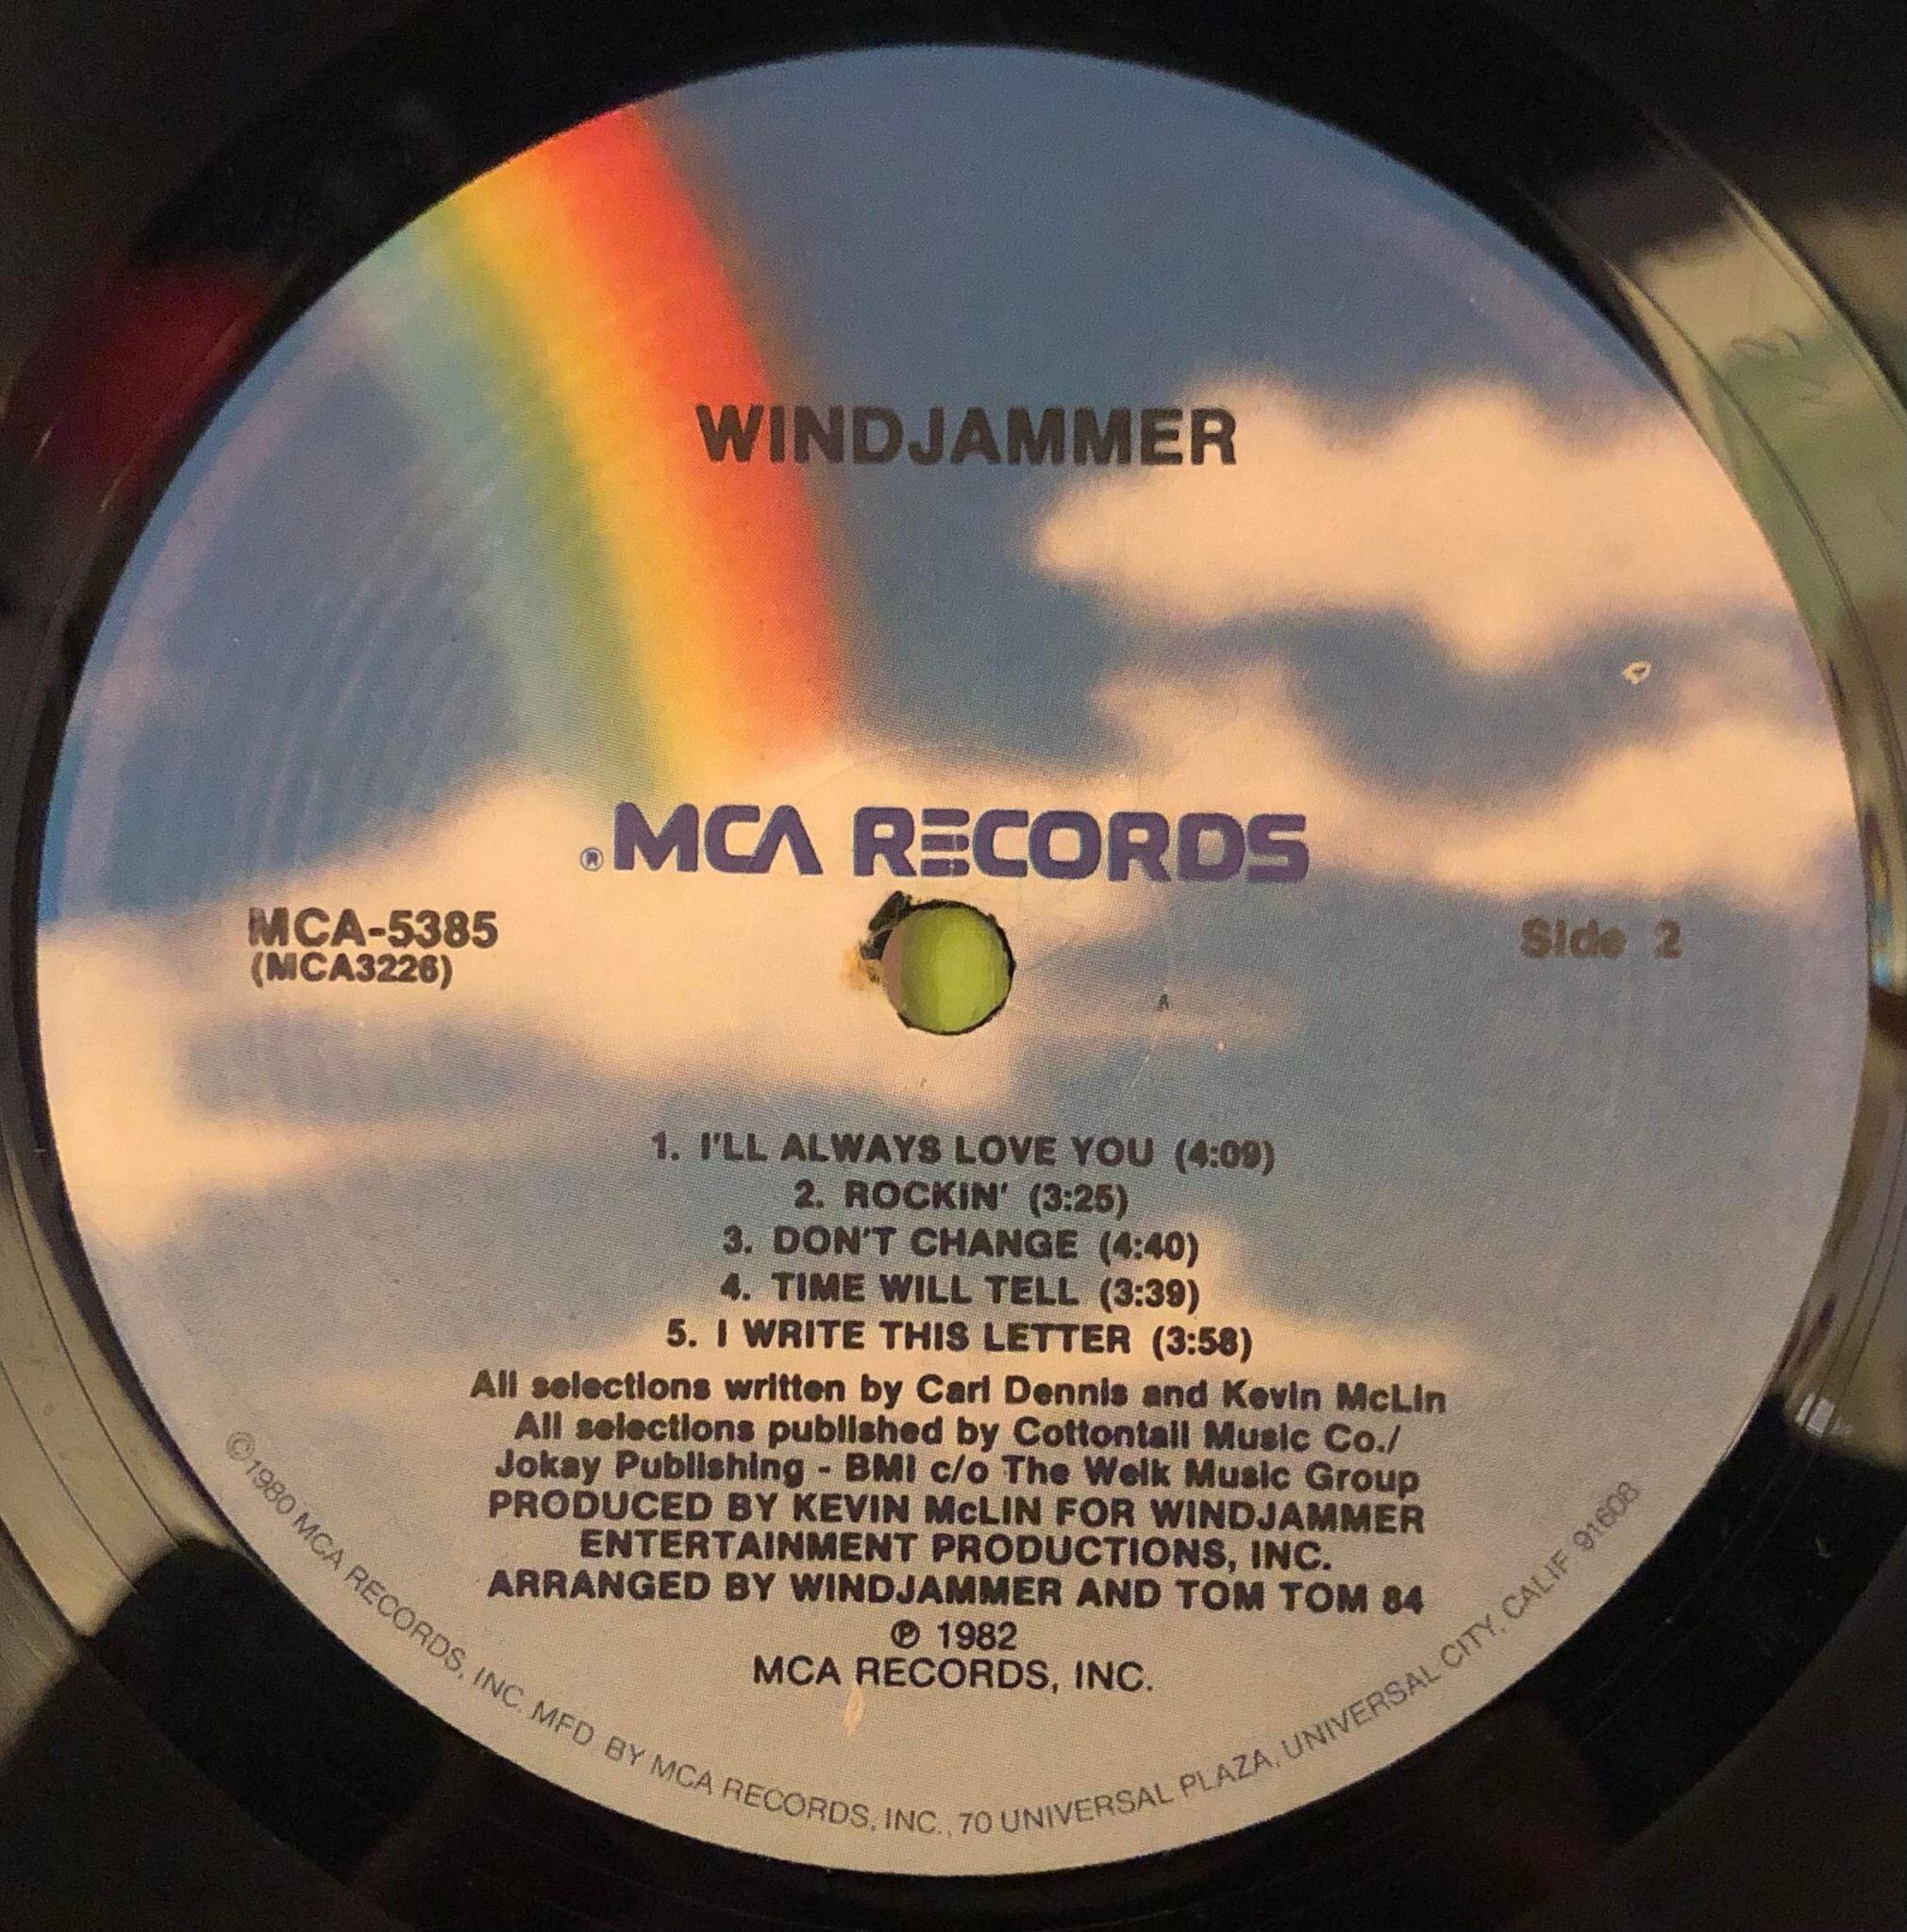 WINDJAMMER
®MCA RECORDS
MCA-5385
(MCA3226)
Side 2
1. I'LL ALWAYS LOVE YOU (4:09)
2. ROCKIN' (3:25)
3. DON'T CHANGE (4:40)
4. TIME WILL TELL (3:39)
5. I WRITE THIS LETTER (3:58)
All selections written by Carl Dennis and Kevin McLin
All selections published by Cottontail Music Co./
Jokay Publishing - BMI c/o The Welk Music Group
PRODUCED BY KEVIN McLIN FOR WINDJAMMER
ENTERTAINMENT PRODUCTIONS, INC.
ARRANGED BY WINDJAMMER AND TOM TOM 84
℗ 1982
MCA RECORDS, INC.
©1980 MCA RECORDS, INC. MFD BY MCA RECORDS, INC., 70 UNIVERSAL PLAZA, UNIVERSAL CITY, CALIF 91608